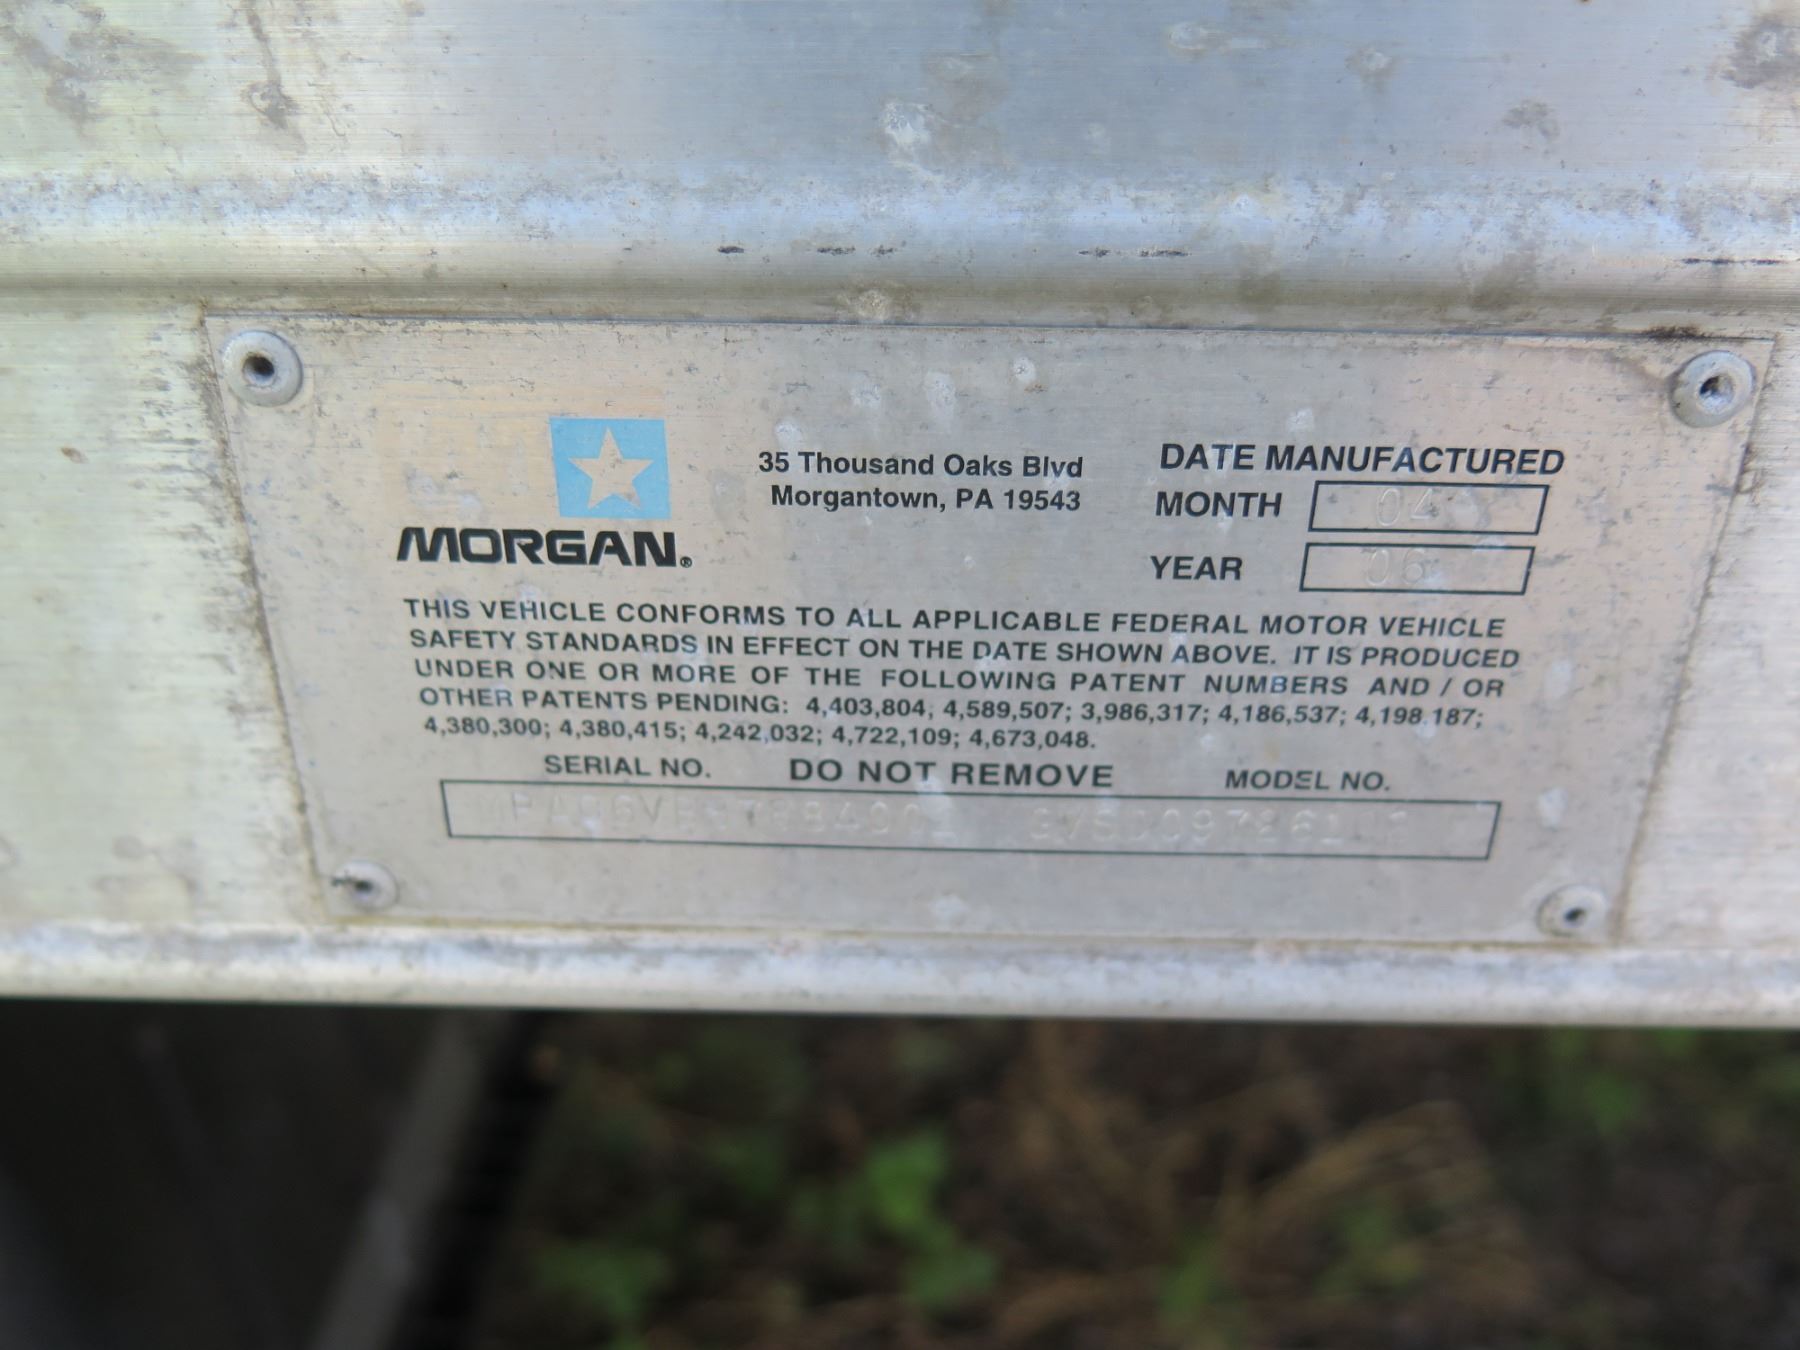 MORGAN®
35 Thousand Oaks Blvd
Morgantown, PA 19543
DATE MANUFACTURED
MONTH 04
YEAR 06
THIS VEHICLE CONFORMS TO ALL APPLICABLE FEDERAL MOTOR VEHICLE
SAFETY STANDARDS IN EFFECT ON THE DATE SHOWN ABOVE. IT IS PRODUCED
UNDER ONE OR MORE OF THE FOLLOWING PATENT NUMBERS AND / OR
OTHER PATENTS PENDING: 4,403,804, 4,589,507; 3,986,317; 4,186,537; 4,198,187;
4,380,300; 4,380,415; 4,242,032; 4,722,109; 4,673,048.
SERIAL NO. DO NOT REMOVE MODEL NO.